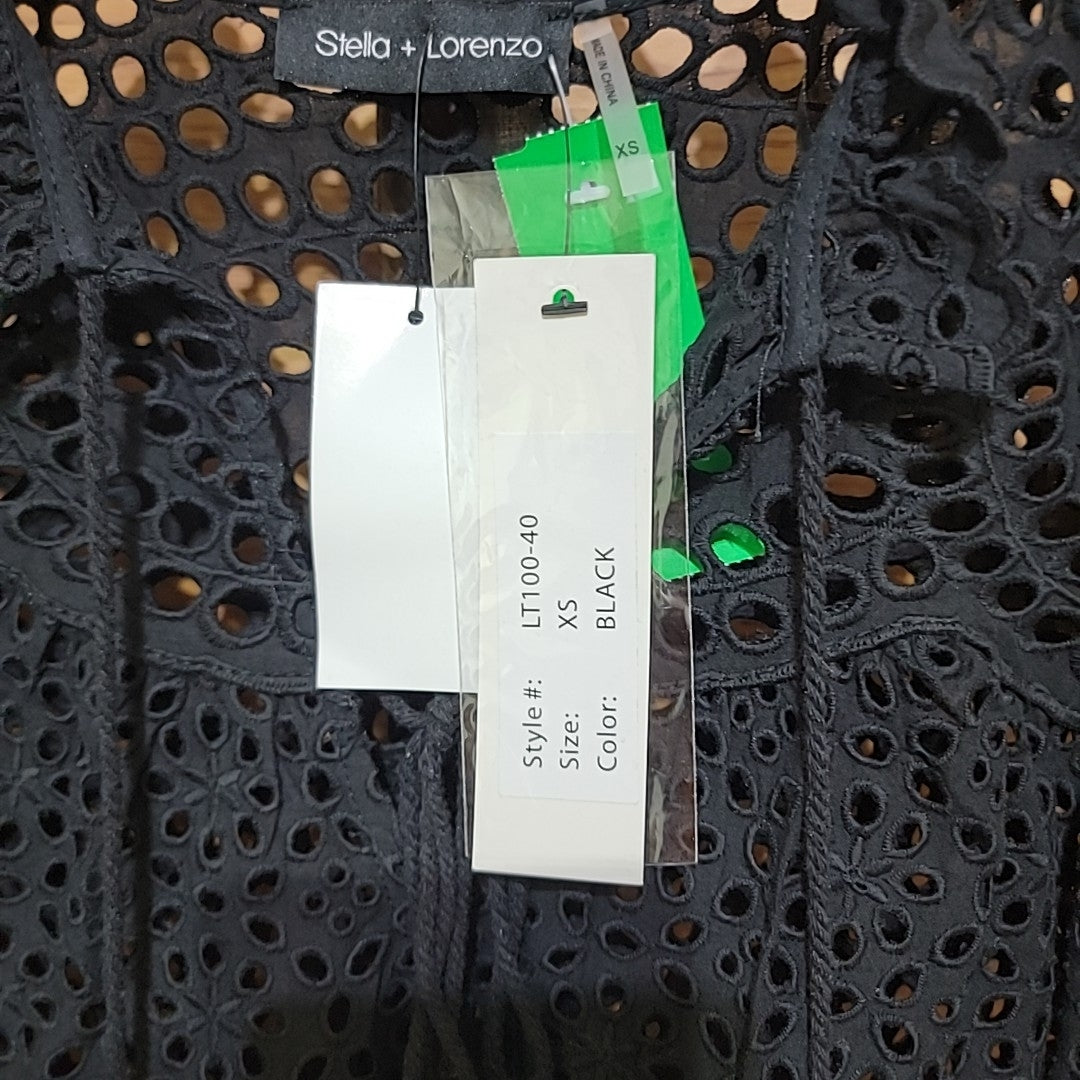 Stella + Lorenzo
MADE IN CHINA
XS
Style#: LT100-40
Size: XS
Color: BLACK